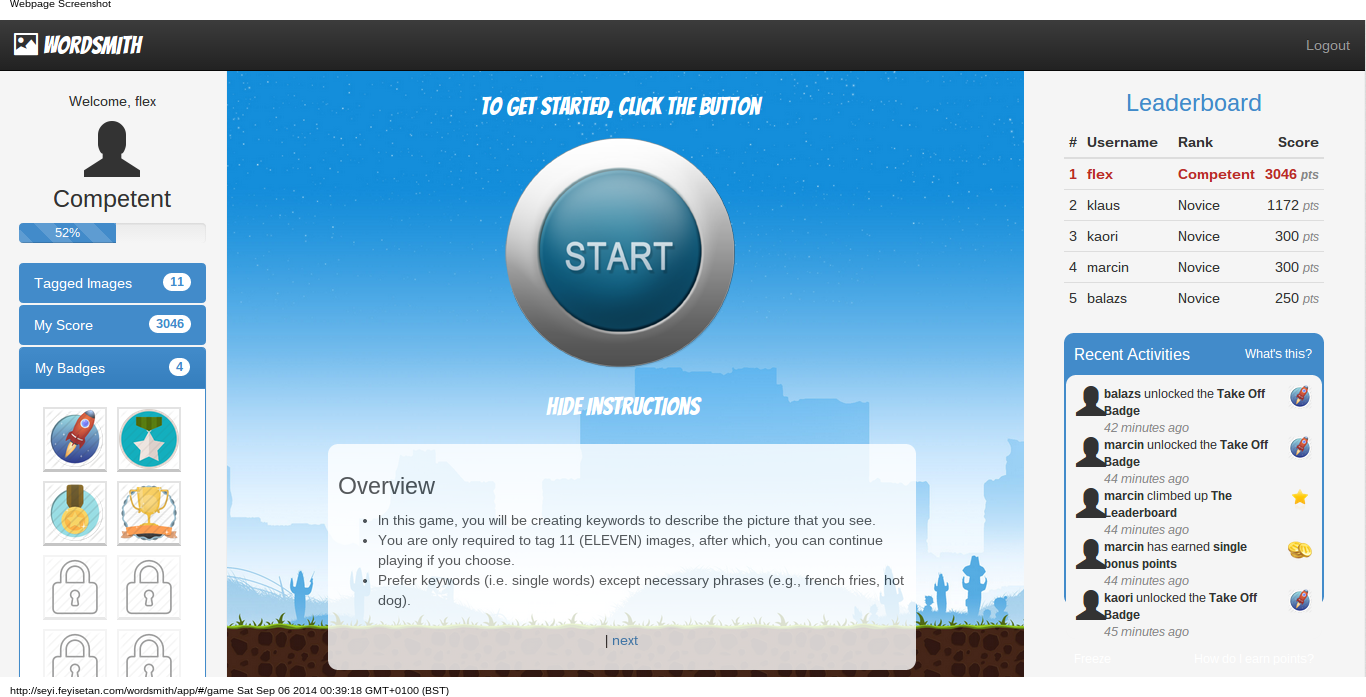 Webpage Screenshot
WORDSMITH
Logout
Welcome, flex
Competent
52%
Tagged Images 11
My Score 3046
My Badges 4
TO GET STARTED, CLICK THE BUTTON
START
HIDE INSTRUCTIONS
Overview
In this game, you will be creating keywords to describe the picture that you see.
You are only required to tag 11 (ELEVEN) images, after which, you can continue
playing if you choose.
Prefer keywords (i.e. single words) except necessary phrases (e.g., french fries, hot
dog).
| next
Leaderboard
# Username Rank Score
1 flex Competent 3046 pts
2 klaus Novice 1172 pts
3 kaori Novice 300 pts
4 marcin Novice 300 pts
5 balazs Novice 250 pts
Recent Activities What's this?
balazs unlocked the Take Off
Badge
42 minutes ago
marcin unlocked the Take Off
Badge
44 minutes ago
marcin climbed up The
Leaderboard
44 minutes ago
marcin has earned single
bonus points
44 minutes ago
kaori unlocked the Take Off
Badge
45 minutes ago
Freeze How do I earn points?
http://seyi.feyisetan.com/wordsmith/app/#/game Sat Sep 06 2014 00:39:18 GMT+0100 (BST)